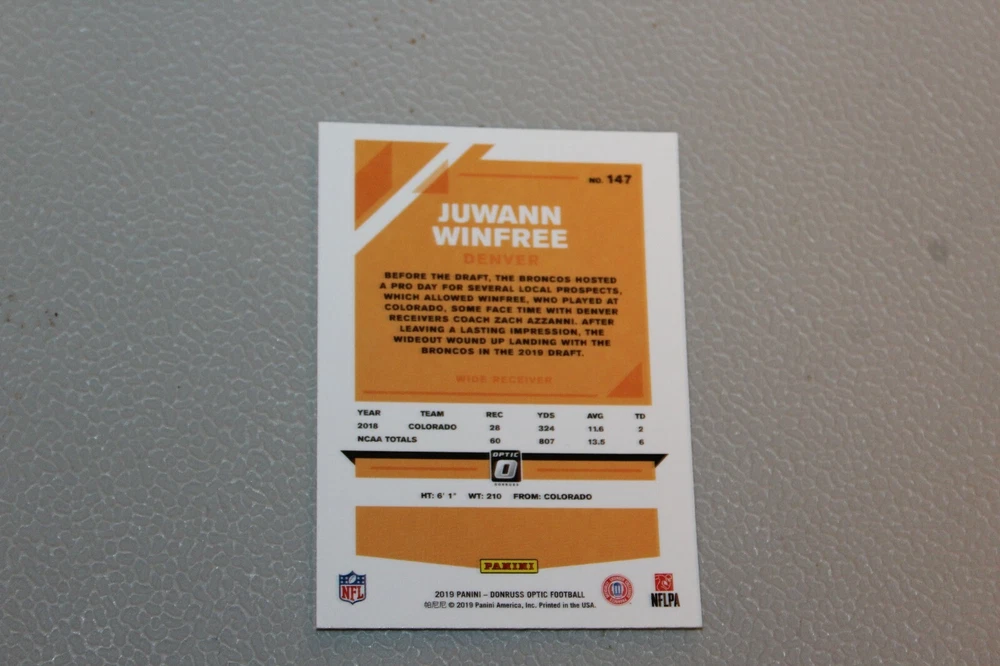 NO. 147
JUWANN
WINFREE
DENVER
BEFORE THE DRAFT, THE BRONCOS HOSTED
A PRO DAY FOR SEVERAL LOCAL PROSPECTS,
WHICH ALLOWED WINFREE, WHO PLAYED AT
COLORADO, SOME FACE TIME WITH DENVER
RECEIVERS COACH ZACH AZZANNI. AFTER
LEAVING A LASTING IMPRESSION, THE
WIDEOUT WOUND UP LANDING WITH THE
BRONCOS IN THE 2019 DRAFT.
WIDE RECEIVER
YEAR TEAM REC YDS AVG TD
2018 COLORADO 28 324 11.6 2
NCAA TOTALS 60 807 13.5 6
OPTIC
O
DONRUSS
HT: 6' 1" WT: 210 FROM: COLORADO
PANINI
NFL
2019 PANINI – DONRUSS OPTIC FOOTBALL
帕尼尼 © 2019 Panini America, Inc. Printed in the USA.
NFLPA